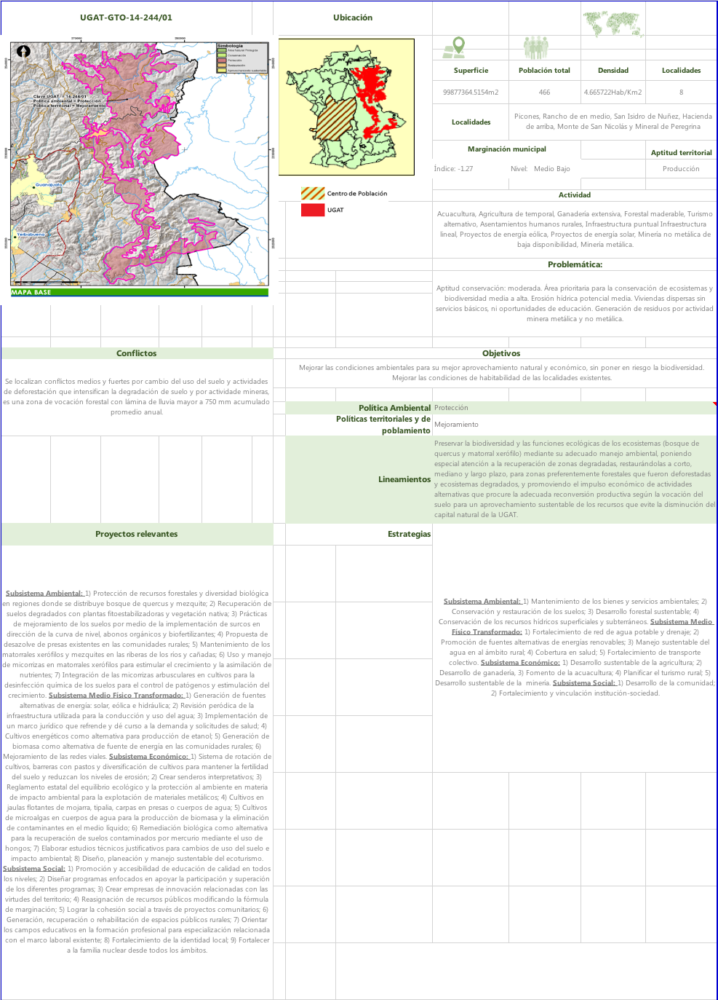 UGAT-GTO-14-244/01
Ubicación
Simbología
Área Natural Protegida
Conservación
Protección
Restauración
Aprovechamiento sustentable
Clave UGAT = 14-244/01
Política ambiental = Protección
Política territorial = Mejoramiento
Guanajuato
Yerbabuena
MAPA BASE
Centro de Población
UGAT
Superficie
Población total
Densidad
Localidades
99877364.5154m2
466
4.665722Hab/Km2
8
Localidades
Picones, Rancho de en medio, San Isidro de Nuñez, Hacienda
de arriba, Monte de San Nicolás y Mineral de Peregrina
Marginación municipal
Aptitud territorial
Índice: -1.27
Nivel: Medio Bajo
Producción
Actividad
Acuacultura, Agricultura de temporal, Ganadería extensiva, Forestal maderable, Turismo
alternativo, Asentamientos humanos rurales, Infraestructura puntual Infraestructura
lineal, Proyectos de energía eólica, Proyectos de energía solar, Minería no metálica de
baja disponibilidad, Minería metálica.
Problemática:
Aptitud conservación: moderada. Área prioritaria para la conservación de ecosistemas y
biodiversidad media a alta. Erosión hídrica potencial media. Viviendas dispersas sin
servicios básicos, ni oportunidades de educación. Generación de residuos por actividad
minera metálica y no metálica.
Conflictos
Se localizan conflictos medios y fuertes por cambio del uso del suelo y actividades
de deforestación que intensifican la degradación de suelo y por actividade mineras,
es una zona de vocación forestal con lámina de lluvia mayor a 750 mm acumulado
promedio anual.
Objetivos
Mejorar las condiciones ambientales para su mejor aprovechamiento natural y económico, sin poner en riesgo la biodiversidad.
Mejorar las condiciones de habitabilidad de las localidades existentes.
Política Ambiental
Protección
Políticas territoriales y de
poblamiento
Mejoramiento
Lineamientos
Preservar la biodiversidad y las funciones ecológicas de los ecosistemas (bosque de
quercus y matorral xerófilo) mediante su adecuado manejo ambiental, poniendo
especial atención a la recuperación de zonas degradadas, restaurándolas a corto,
mediano y largo plazo, para zonas preferentemente forestales que fueron deforestadas
y ecosistemas degradados, y promoviendo el impulso económico de actividades
alternativas que procure la adecuada reconversión productiva según la vocación del
suelo para un aprovechamiento sustentable de los recursos que evite la disminución del
capital natural de la UGAT.
Proyectos relevantes
Subsistema Ambiental: 1) Protección de recursos forestales y diversidad biológica
en regiones donde se distribuye bosque de quercus y mezquite; 2) Recuperación de
suelos degradados con plantas fitoestabilizadoras y vegetación nativa; 3) Prácticas
de mejoramiento de los suelos por medio de la implementación de surcos en
dirección de la curva de nivel, abonos orgánicos y biofertilizantes; 4) Propuesta de
desazolve de presas existentes en las comunidades rurales; 5) Mantenimiento de los
matorrales xerófilos y mezquites en las riberas de los ríos y cañadas; 6) Uso y manejo
de micorrizas en matorrales xerófilos para estimular el crecimiento y la asimilación de
nutrientes; 7) Integración de las micorrizas arbusculares en cultivos para la
desinfección química de los suelos para el control de patógenos y estimulación del
crecimiento. Subsistema Medio Físico Transformado: 1) Generación de fuentes
alternativas de energía: solar, eólica e hidráulica; 2) Revisión peródica de la
infraestructura utilizada para la conducción y uso del agua; 3) Implementación de
un marco jurídico que refrende y dé curso a la demanda y solicitudes de salud; 4)
Cultivos energéticos como alternativa para producción de etanol; 5) Generación de
biomasa como alternativa de fuente de energía en las comunidades rurales; 6)
Mejoramiento de las redes viales. Subsistema Económico: 1) Sistema de rotación de
cultivos, barreras con pastos y diversificación de cultivos para mantener la fertilidad
del suelo y reduzcan los niveles de erosión; 2) Crear senderos interpretativos; 3)
Reglamento estatal del equilibrio ecológico y la protección al ambiente en materia
de impacto ambiental para la explotación de materiales metálicos; 4) Cultivos en
jaulas flotantes de mojarra, tipalia, carpas en presas o cuerpos de agua; 5) Cultivos
de microalgas en cuerpos de agua para la producción de biomasa y la eliminación
de contaminantes en el medio líquido; 6) Remediación biológica como alternativa
para la recuperación de suelos contaminados por mercurio mediante el uso de
hongos; 7) Elaborar estudios técnicos justificativos para cambios de uso del suelo e
impacto ambiental; 8) Diseño, planeación y manejo sustentable del ecoturismo.
Subsistema Social: 1) Promoción y accesibilidad de educación de calidad en todos
los niveles; 2) Diseñar programas enfocados en apoyar la participación y superación
de los diferentes programas; 3) Crear empresas de innovación relacionadas con las
virtudes del territorio; 4) Reasignación de recursos públicos modificando la fórmula
de marginación; 5) Lograr la cohesión social a través de proyectos comunitarios; 6)
Generación, recuperación o rehabilitación de espacios públicos rurales; 7) Orientar
los campos educativos en la formación profesional para especialización relacionada
con el marco laboral existente; 8) Fortalecimiento de la identidad local; 9) Fortalecer
a la familia nuclear desde todos los ámbitos.
Estrategias
Subsistema Ambiental: 1) Mantenimiento de los bienes y servicios ambientales; 2)
Conservación y restauración de los suelos; 3) Desarrollo forestal sustentable; 4)
Conservación de los recursos hídricos superficiales y subterráneos. Subsistema Medio
Físico Transformado: 1) Fortalecimiento de red de agua potable y drenaje; 2)
Promoción de fuentes alternativas de energías renovables; 3) Manejo sustentable del
agua en al ámbito rural; 4) Cobertura en salud; 5) Fortalecimiento de transporte
colectivo. Subsistema Económico: 1) Desarrollo sustentable de la agricultura; 2)
Desarrollo de ganadería, 3) Fomento de la acuacultura; 4) Planificar el turismo rural; 5)
Desarrollo sustentable de la minería. Subsistema Social: 1) Desarrollo de la comunidad;
2) Fortalecimiento y vinculación institución-sociedad.